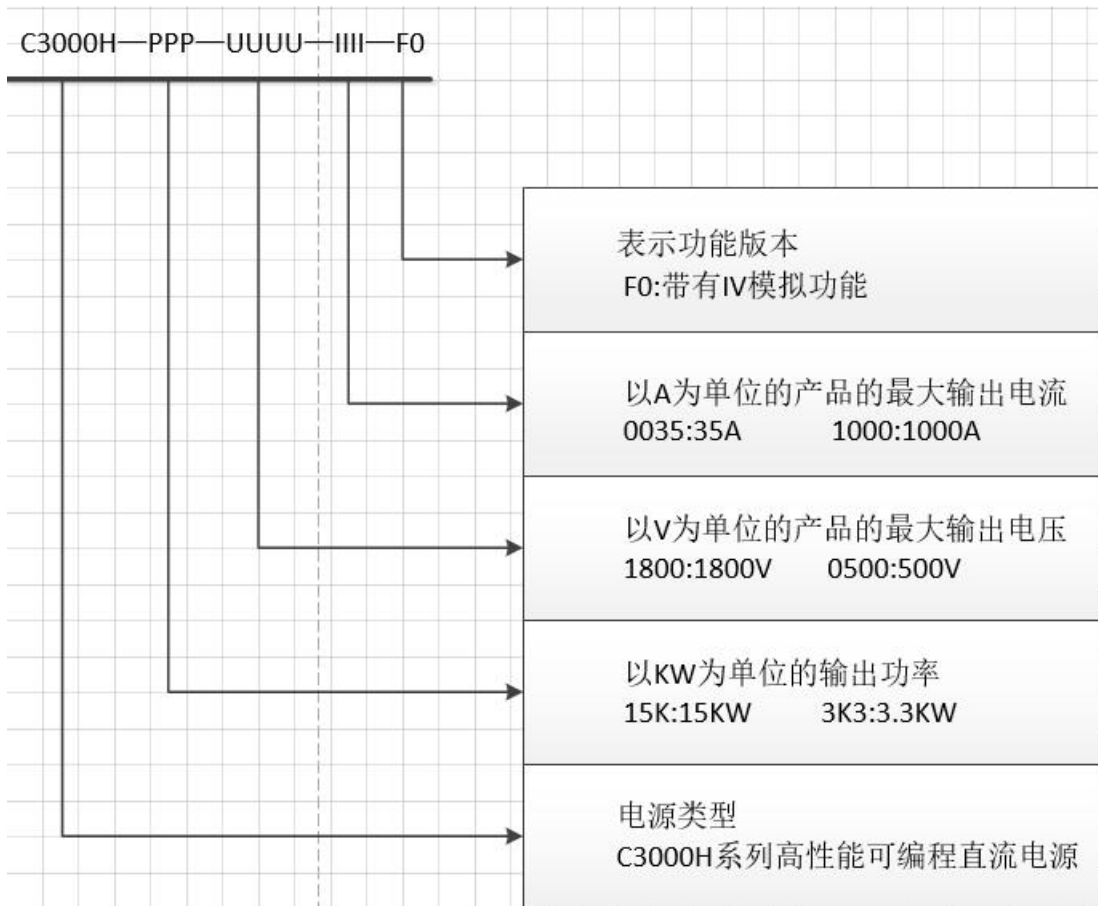 C3000H—PPP—UUUU—IIII—F0
表示功能版本
F0:带有IV模拟功能
以A为单位的产品的最大输出电流
0035:35A 1000:1000A
以V为单位的产品的最大输出电压
1800:1800V 0500:500V
以KW为单位的输出功率
15K:15KW 3K3:3.3KW
电源类型
C3000H系列高性能可编程直流电源